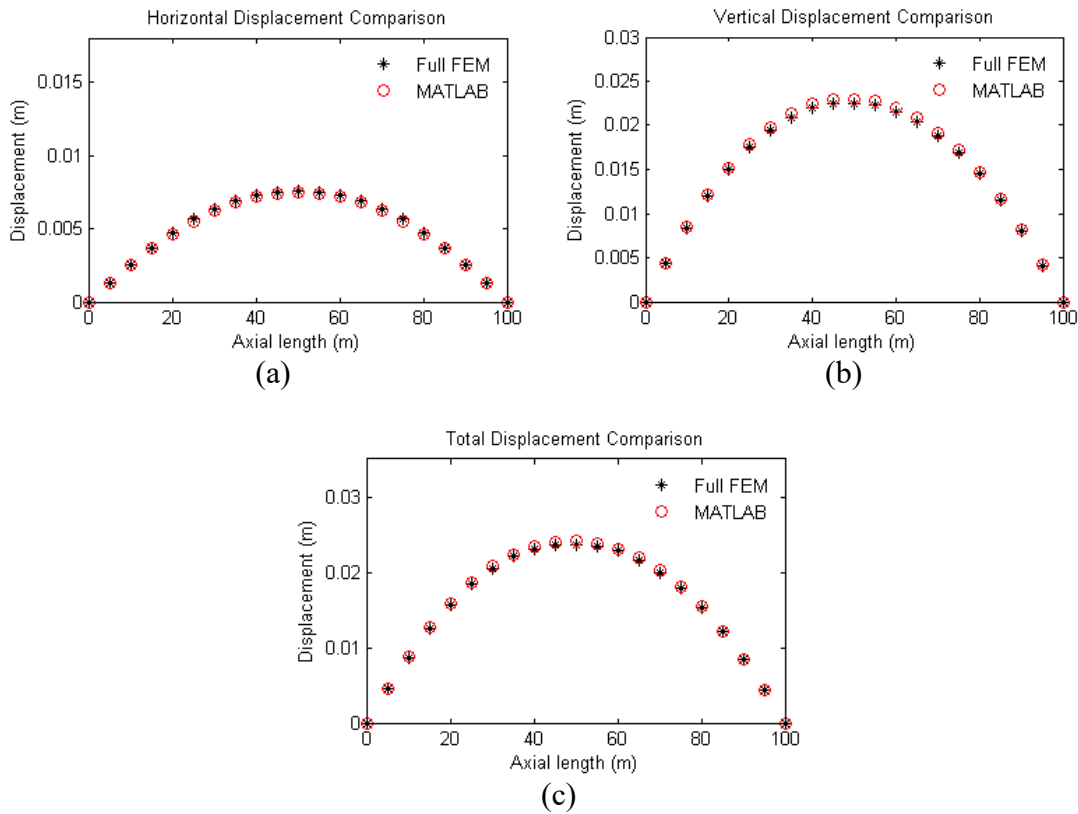 Horizontal Displacement Comparison
Displacement (m)
0.015
0.01
0.005
0
Full FEM
MATLAB
0 20 40 60 80 100
Axial length (m)
(a)
Vertical Displacement Comparison
Displacement (m)
0.03
0.025
0.02
0.015
0.01
0.005
0
Full FEM
MATLAB
0 20 40 60 80 100
Axial length (m)
(b)
Total Displacement Comparison
Displacement (m)
0.03
0.02
0.01
0
Full FEM
MATLAB
0 20 40 60 80 100
Axial length (m)
(c)